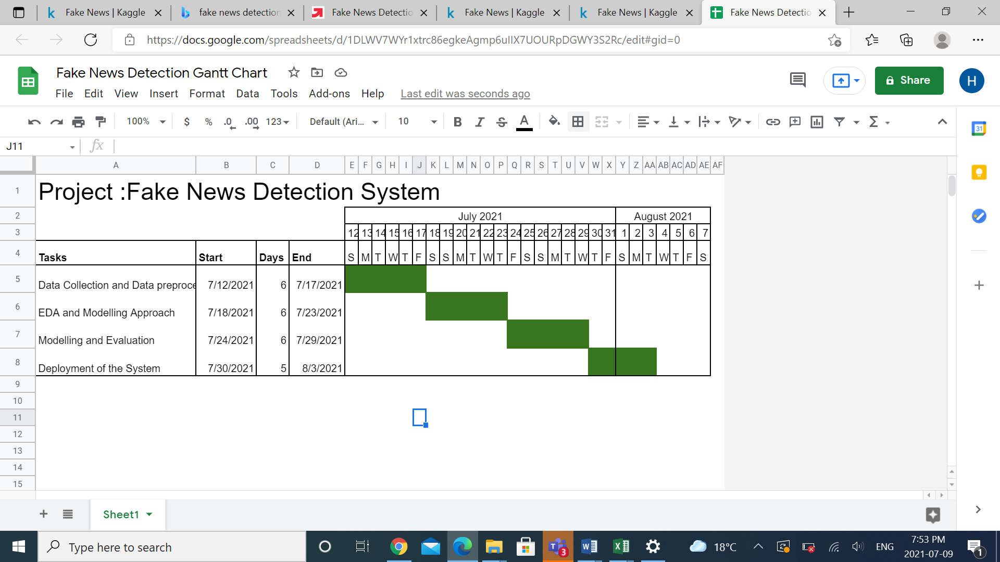 Fake News | Kaggle
fake news detection
Fake News Detectio
Fake News | Kaggle
Fake News | Kaggle
Fake News Detectio
https://docs.google.com/spreadsheets/d/1DLWV7WYr1xtrc86egkeAgmp6uIIX7UOURpDGWY3S2Rc/edit#gid=0
Fake News Detection Gantt Chart
Share
H
File Edit View Insert Format Data Tools Add-ons Help Last edit was seconds ago
100% $ % .0 .00 123 Default (Ari... 10 B I S A Σ
31
J11 fx
A B C D E F G H I J K L M N O P Q R S T U V W X Y Z AA AB AC AD AE AF
1 Project :Fake News Detection System
2 July 2021 August 2021
3 12 13 14 15 16 17 18 19 20 21 22 23 24 25 26 27 28 29 30 31 1 2 3 4 5 6 7
4 Tasks Start Days End S M T W T F S S M T W T F S S M T W T F S M T W T F S
5 Data Collection and Data preproce 7/12/2021 6 7/17/2021
6 EDA and Modelling Approach 7/18/2021 6 7/23/2021
7 Modelling and Evaluation 7/24/2021 6 7/29/2021
8 Deployment of the System 7/30/2021 5 8/3/2021
9
10
11
12
13
14
15
Sheet1
Type here to search
3
18°C
ENG
7:53 PM
2021-07-09
1